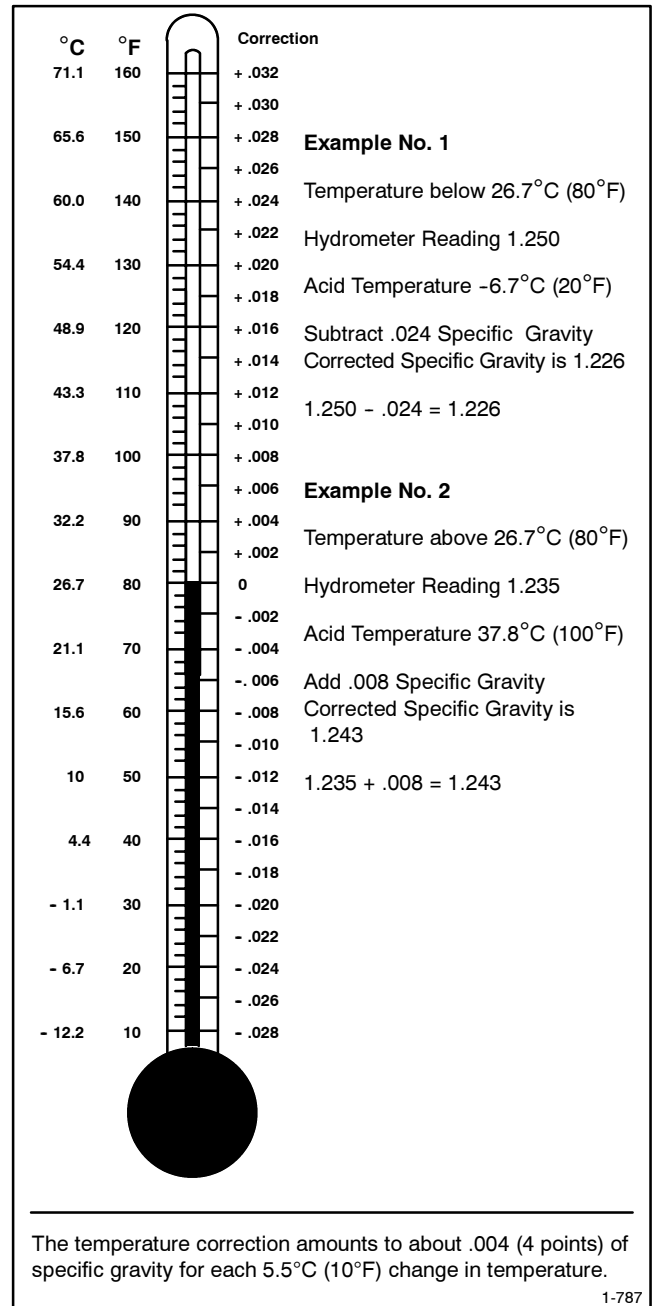 °C °F Correction
71.1 160 + .032
+ .030
65.6 150 + .028
+ .026
60.0 140 + .024
+ .022
54.4 130 + .020
+ .018
48.9 120 + .016
+ .014
43.3 110 + .012
+ .010
37.8 100 + .008
+ .006
32.2 90 + .004
+ .002
26.7 80 0
- .002
21.1 70 - .004
-. 006
15.6 60 - .008
- .010
10 50 - .012
- .014
4.4 40 - .016
- .018
- 1.1 30 - .020
- .022
- 6.7 20 - .024
- .026
- 12.2 10 - .028
Example No. 1
Temperature below 26.7°C (80°F)
Hydrometer Reading 1.250
Acid Temperature -6.7°C (20°F)
Subtract .024 Specific Gravity
Corrected Specific Gravity is 1.226
1.250 - .024 = 1.226
Example No. 2
Temperature above 26.7°C (80°F)
Hydrometer Reading 1.235
Acid Temperature 37.8°C (100°F)
Add .008 Specific Gravity
Corrected Specific Gravity is
1.243
1.235 + .008 = 1.243
The temperature correction amounts to about .004 (4 points) of
specific gravity for each 5.5°C (10°F) change in temperature.
1-787